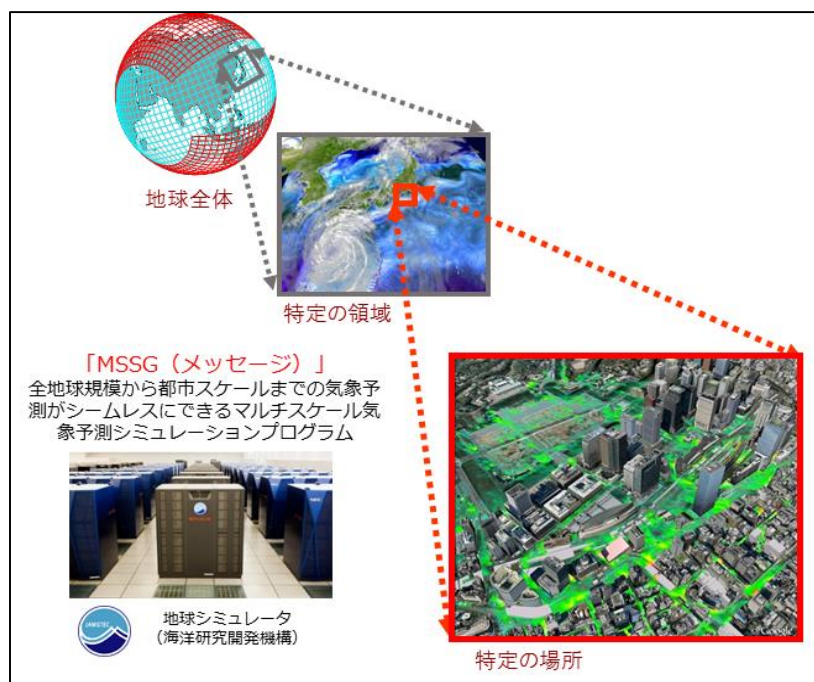 地球全体
特定の領域
「MSSG（メッセージ）」
全地球規模から都市スケールまでの気象予
測がシームレスにできるマルチスケール気
象予測シミュレーションプログラム
JAMSTEC
地球シミュレータ
（海洋研究開発機構）
特定の場所